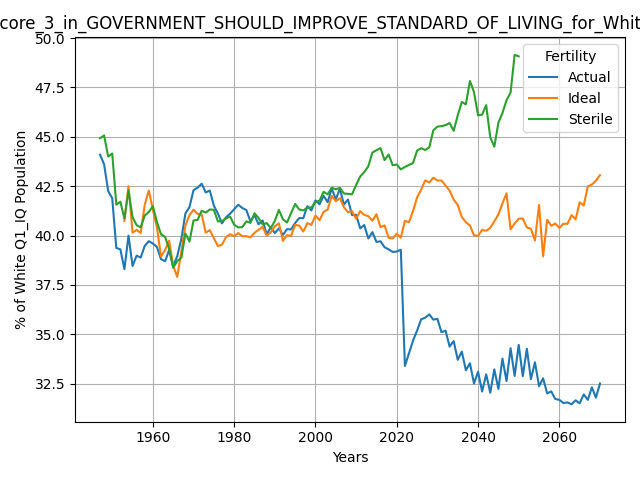 core_3_in_GOVERNMENT_SHOULD_IMPROVE_STANDARD_OF_LIVING_for_Whit
50.0
47.5
45.0
42.5
40.0
37.5
35.0
32.5
% of White Q1_IQ Population
Fertility
Actual
Ideal
Sterile
1960 1980 2000 2020 2040 2060
Years